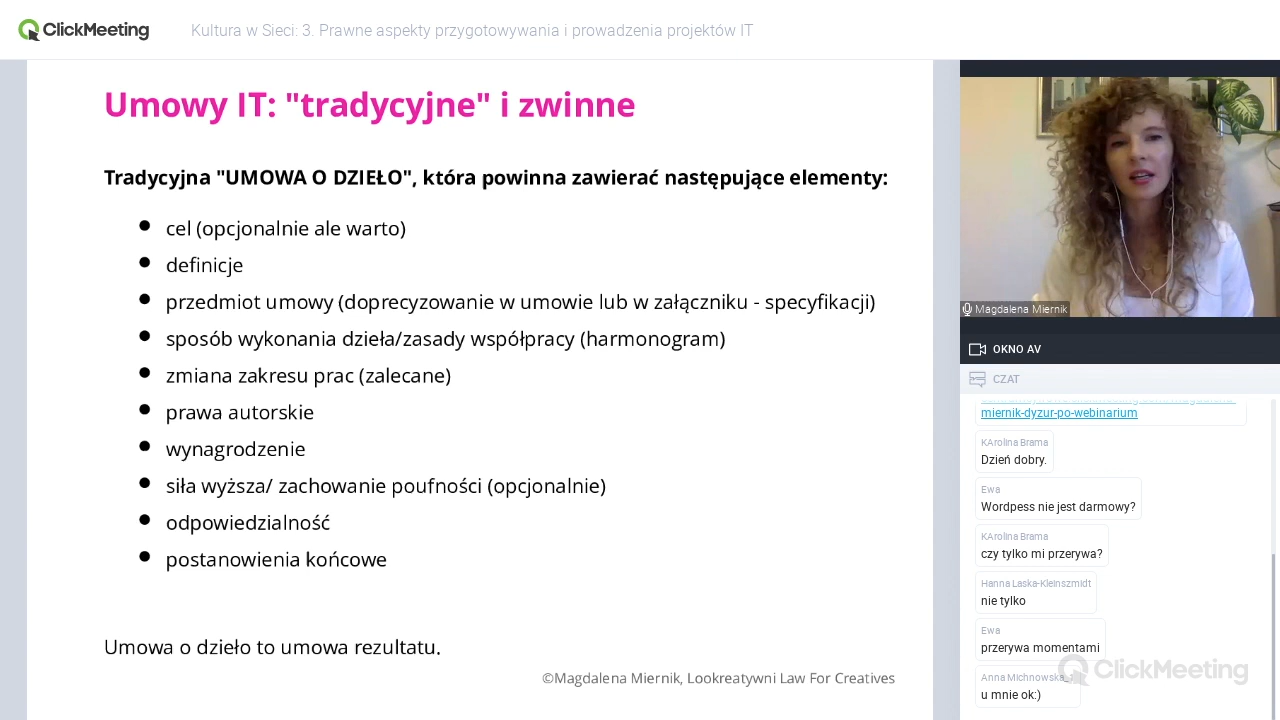 ClickMeeting
Kultura w Sieci: 3. Prawne aspekty przygotowywania i prowadzenia projektów IT
Umowy IT: "tradycyjne" i zwinne
Tradycyjna "UMOWA O DZIEŁO", która powinna zawierać następujące elementy:
cel (opcjonalnie ale warto)
definicje
przedmiot umowy (doprecyzowanie w umowie lub w załączniku - specyfikacji)
sposób wykonania dzieła/zasady współpracy (harmonogram)
zmiana zakresu prac (zalecane)
prawa autorskie
wynagrodzenie
siła wyższa/ zachowanie poufności (opcjonalnie)
odpowiedzialność
postanowienia końcowe
Umowa o dzieło to umowa rezultatu.
©Magdalena Miernik, Lookreatywni Law For Creatives
Magdalena Miernik
OKNO AV
CZAT
miernik-dyzur-po-webinarium
KArolina Brama
Dzień dobry.
Ewa
Wordpess nie jest darmowy?
KArolina Brama
czy tylko mi przerywa?
Hanna Laska-Kleinszmidt
nie tylko
Ewa
przerywa momentami
Anna Michnowska_
u mnie ok:)
ClickMeeting